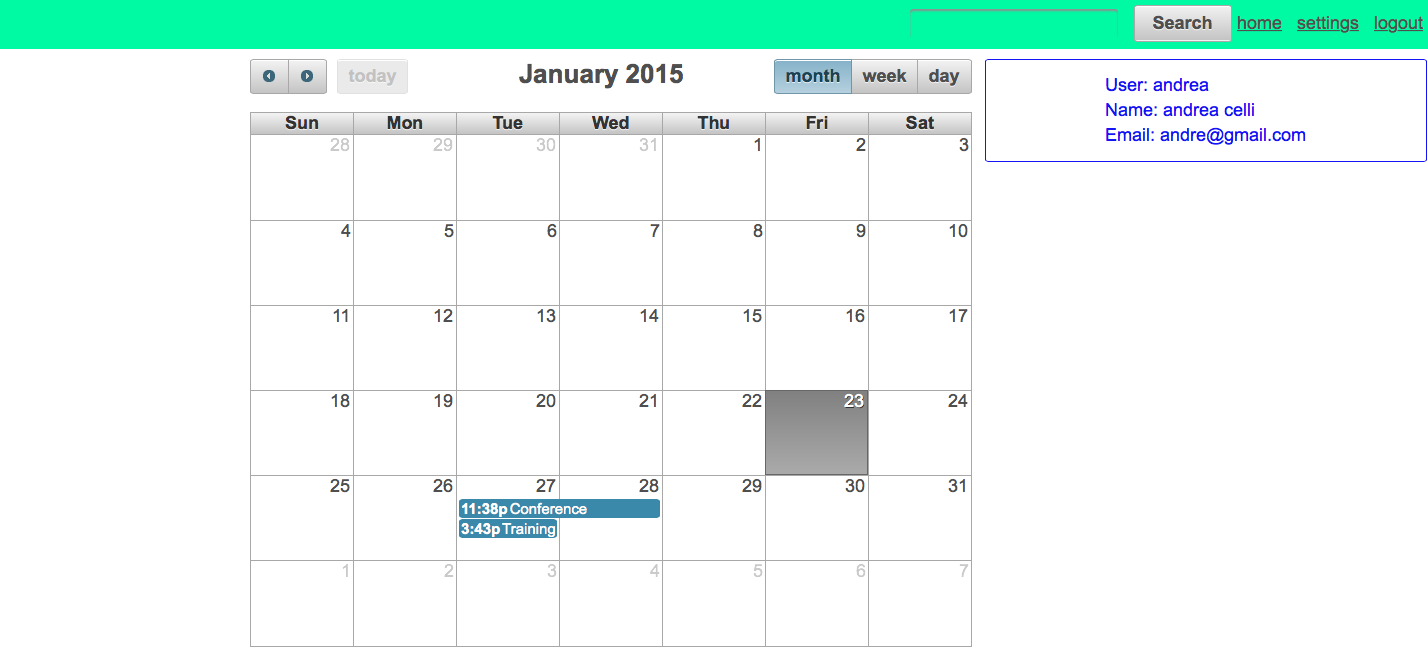 Search home settings logout
today January 2015 month week day
User: andrea
Name: andrea celli
Email: andre@gmail.com
Sun Mon Tue Wed Thu Fri Sat
28 29 30 31 1 2 3
4 5 6 7 8 9 10
11 12 13 14 15 16 17
18 19 20 21 22 23 24
25 26 27 28 29 30 31
11:38p Conference
3:43p Training
1 2 3 4 5 6 7